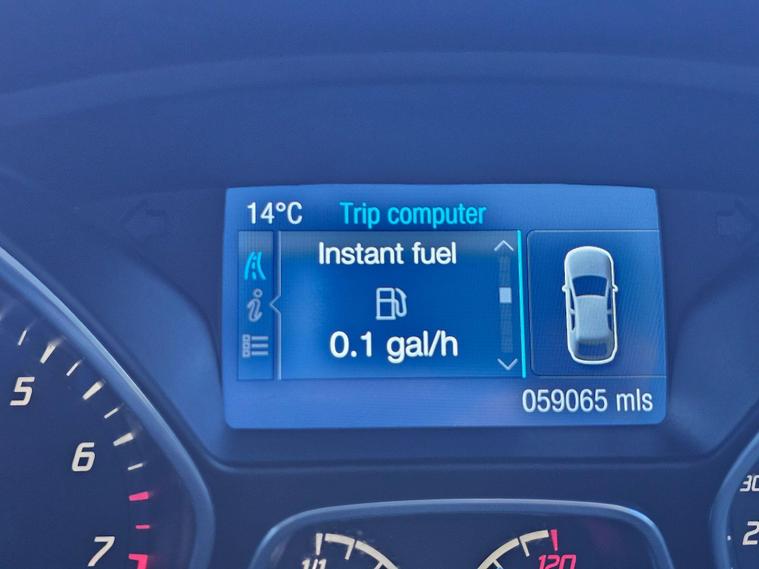 14°C Trip computer
Instant fuel
0.1 gal/h
059065 mls
5
6
7
120